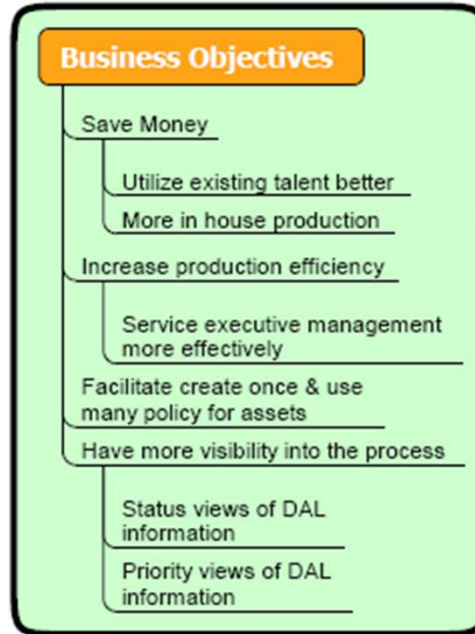 Business Objectives
Save Money
Utilize existing talent better
More in house production
Increase production efficiency
Service executive management
more effectively
Facilitate create once & use
many policy for assets
Have more visibility into the process
Status views of DAL
information
Priority views of DAL
information